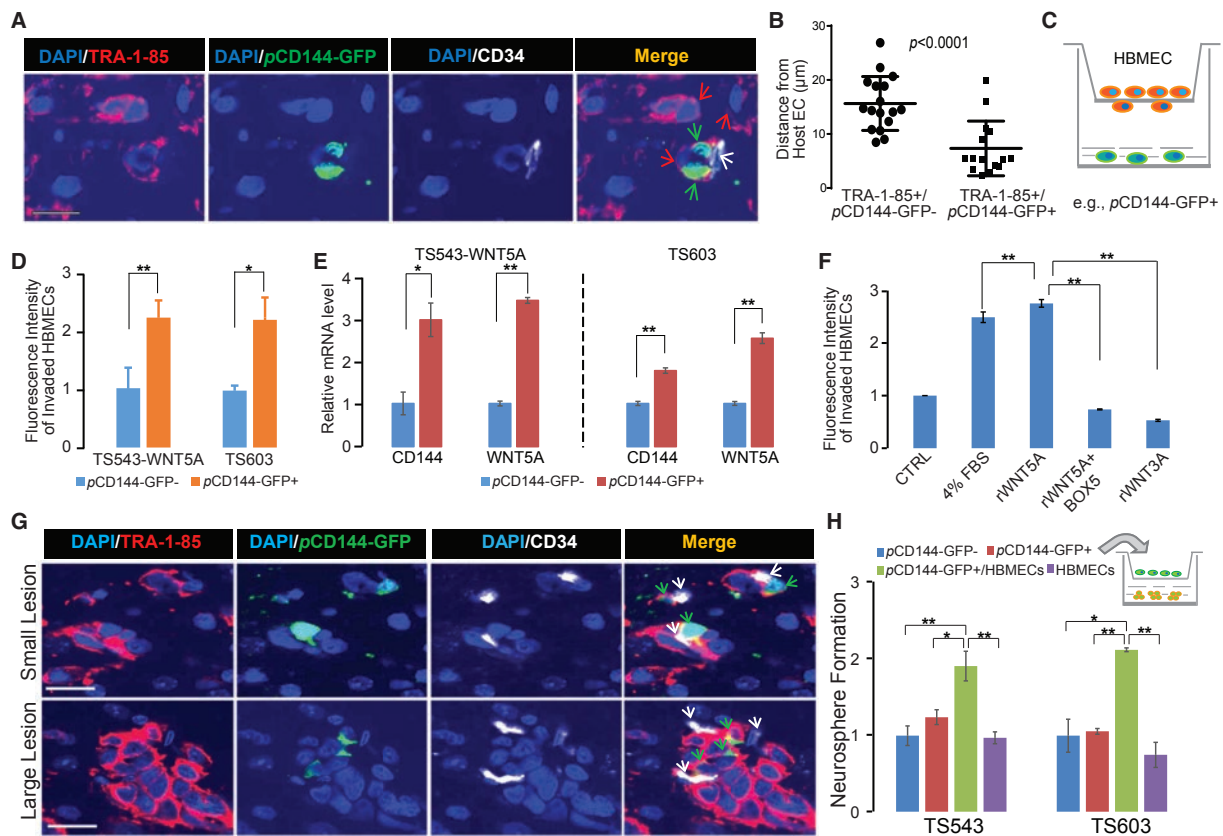 A
DAPI/TRA-1-85
pCD144-GFP
DAPI/CD34
Merge
B
Distance from
Host EC (µm)
30
20
10
0
p<0.0001
TRA-1-85+/
pCD144-GFP-
TRA-1-85+/
pCD144-GFP+
C
HBMEC
e.g., pCD144-GFP+
D
Fluorescence Intensity
of Invaded HBMECs
3
2
1
0
**
*
TS543-WNT5A
TS603
pCD144-GFP-
pCD144-GFP+
E
TS543-WNT5A
TS603
Relative mRNA level
4
3
2
1
0
*
**
**
**
CD144
WNT5A
CD144
WNT5A
pCD144-GFP-
pCD144-GFP+
F
Fluorescence Intensity
of Invaded HBMECs
3
2
1
0
**
**
**
CTRL
4% FBS
rWNT5A
rWNT5A+
BOX5
rWNT3A
G
DAPI/TRA-1-85
DAPI/pCD144-GFP
DAPI/CD34
Merge
Small Lesion
Large Lesion
H
pCD144-GFP-
pCD144-GFP+
pCD144-GFP+/HBMECs
HBMECs
Neurosphere Formation
3
2
1
0
**
*
**
*
**
**
TS543
TS603